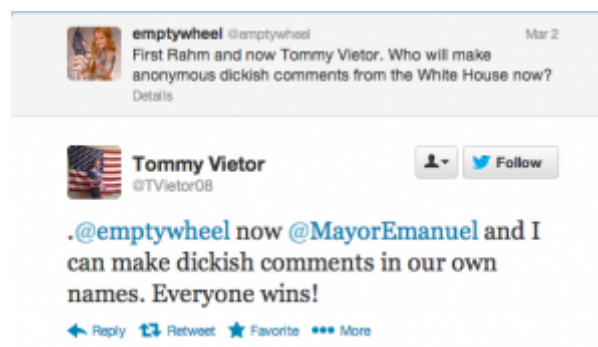 emptywheel @emptywheel Mar 2
First Rahm and now Tommy Vietor. Who will make
anonymous dickish comments from the White House now?
Details
Tommy Vietor
@TVietor08
Follow
.@emptywheel now @MayorEmanuel and I
can make dickish comments in our own
names. Everyone wins!
Reply Retweet Favorite More